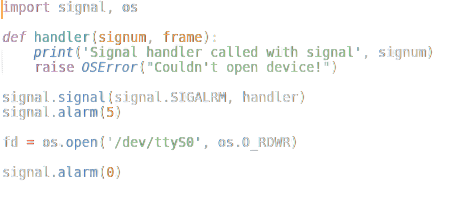 import signal, os
def handler(signum, frame):
print('Signal handler called with signal', signum)
raise OSError("Couldn't open device!")
signal.signal(signal.SIGALRM, handler)
signal.alarm(5)
fd = os.open('/dev/ttyS0', os.O_RDWR)
signal.alarm(0)